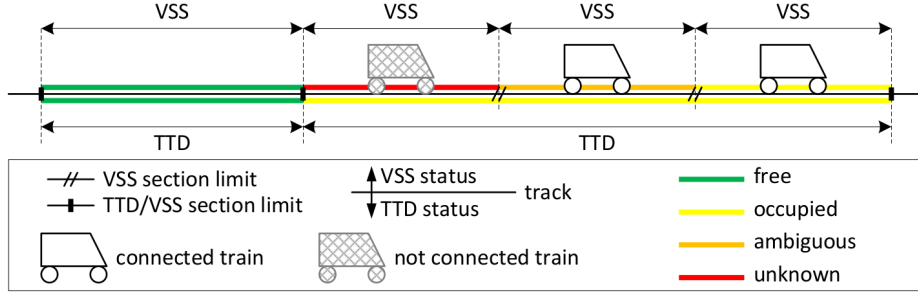 VSS VSS VSS VSS
TTD TTD
VSS section limit
TTD/VSS section limit
connected train
VSS status
track
TTD status
not connected train
free
occupied
ambiguous
unknown